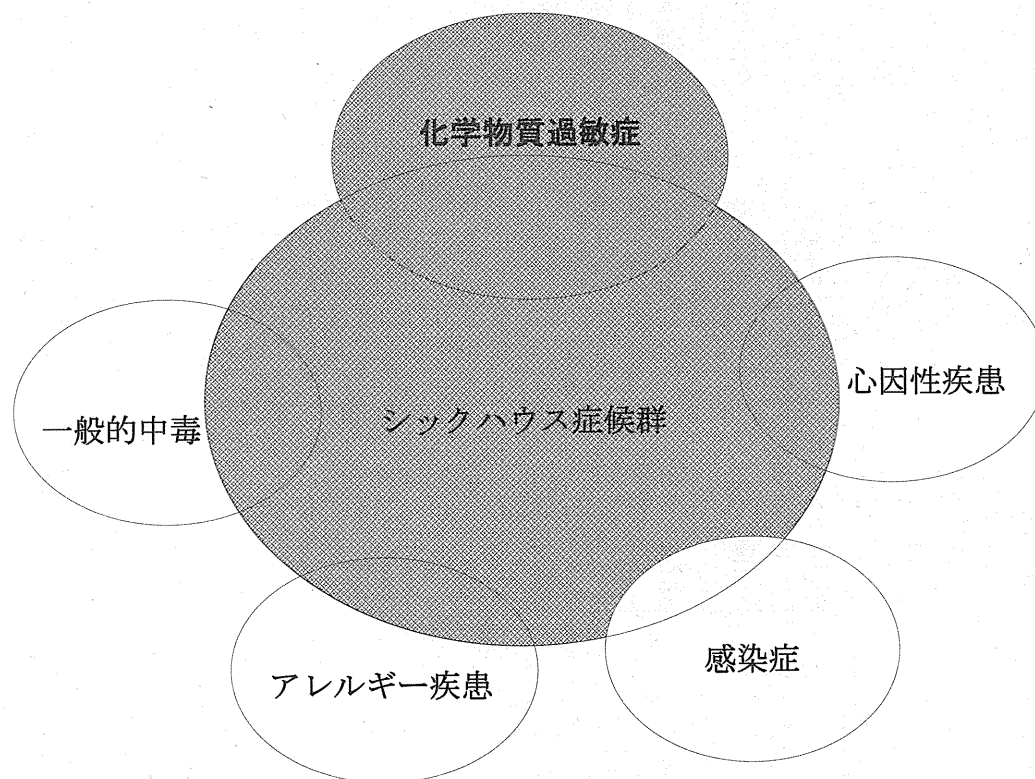 化学物質過敏症
心因性疾患
一般的中毒
シックハウス症候群
感染症
アレルギー疾患